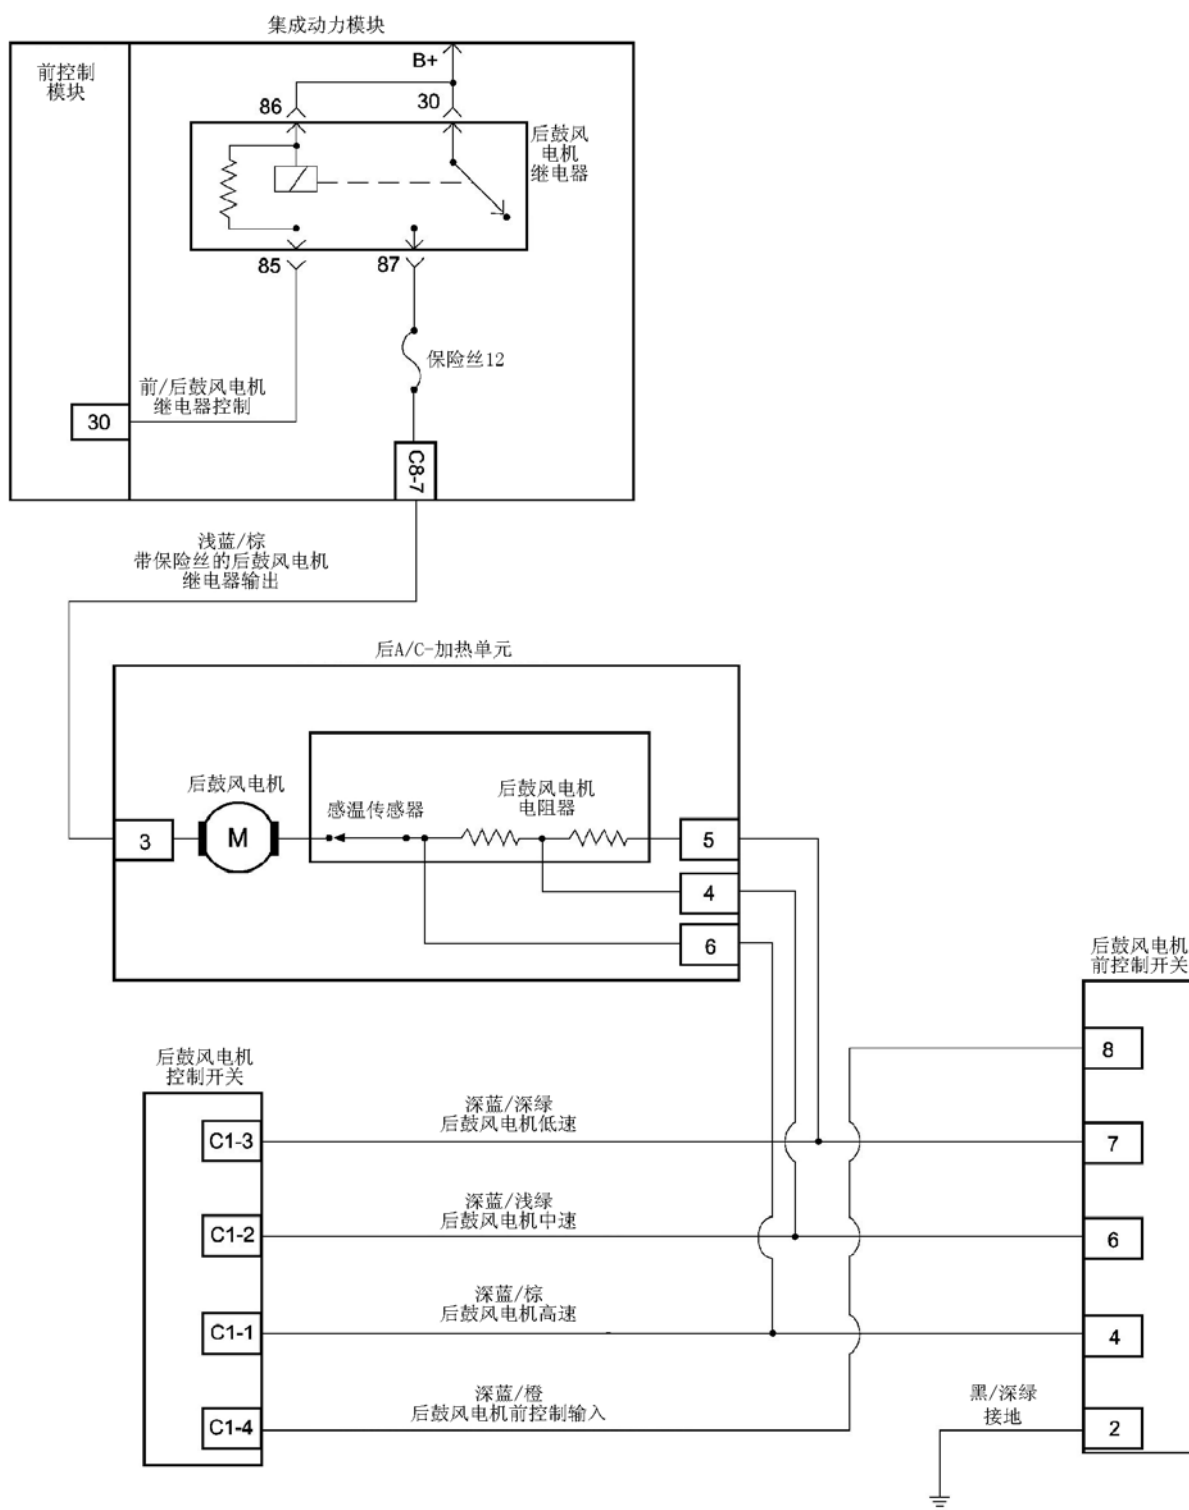 集成动力模块
前控制
模块
B+
86
30
后鼓风
电机
继电器
85
87
保险丝12
前/后鼓风电机
继电器控制
30
C8-7
浅蓝/棕
带保险丝的后鼓风电机
继电器输出
后A/C-加热单元
后鼓风电机
感温传感器
后鼓风电机
电阻器
3
M
5
4
6
后鼓风电机
前控制开关
后鼓风电机
控制开关
8
深蓝/深绿
后鼓风电机低速
C1-3
7
深蓝/浅绿
后鼓风电机中速
C1-2
6
深蓝/棕
后鼓风电机高速
C1-1
4
深蓝/橙
后鼓风电机前控制输入
黑/深绿
接地
C1-4
2